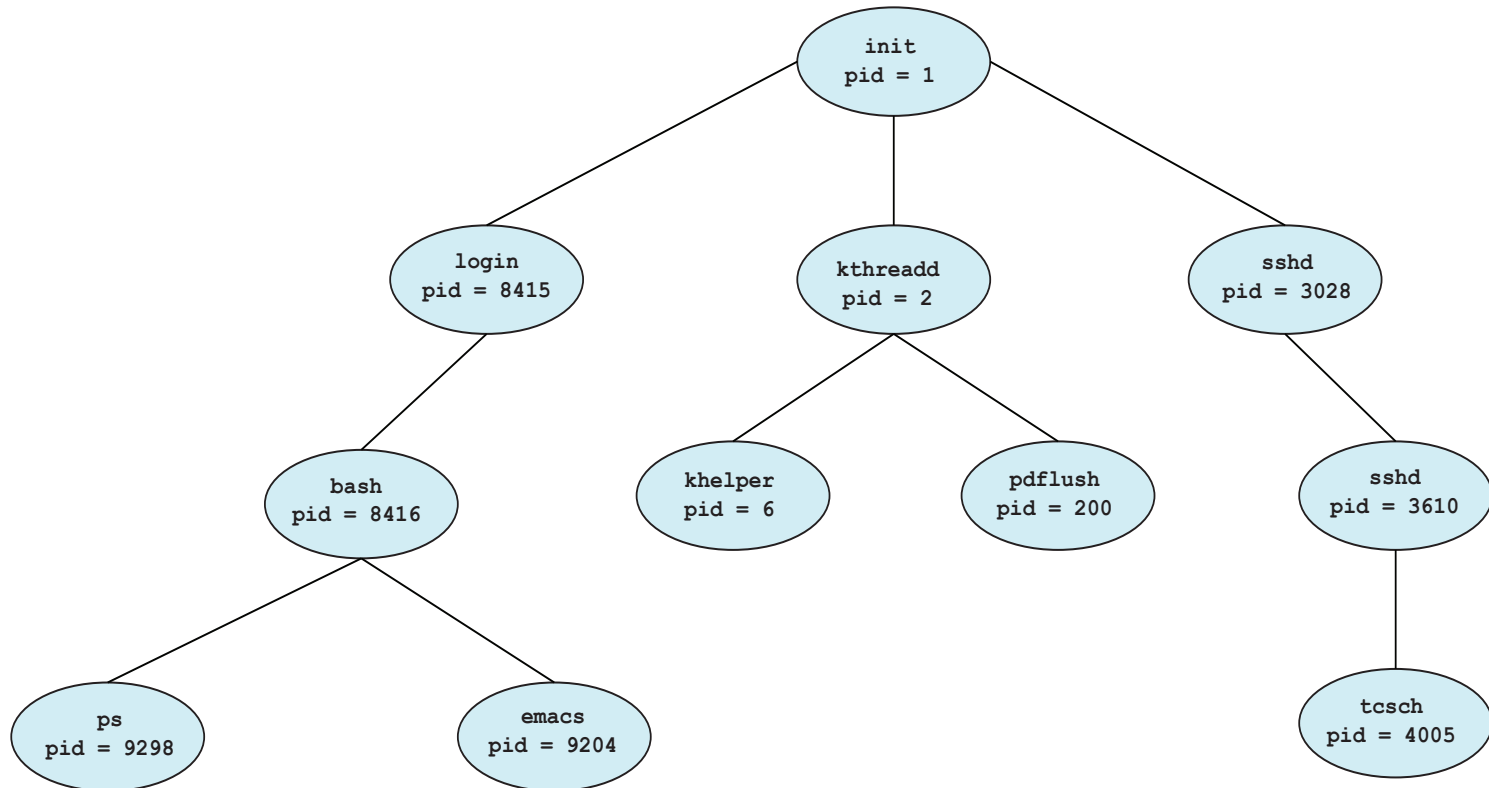 init
pid = 1
login
pid = 8415
kthreadd
pid = 2
sshd
pid = 3028
bash
pid = 8416
khelper
pid = 6
pdflush
pid = 200
sshd
pid = 3610
ps
pid = 9298
emacs
pid = 9204
tcsch
pid = 4005